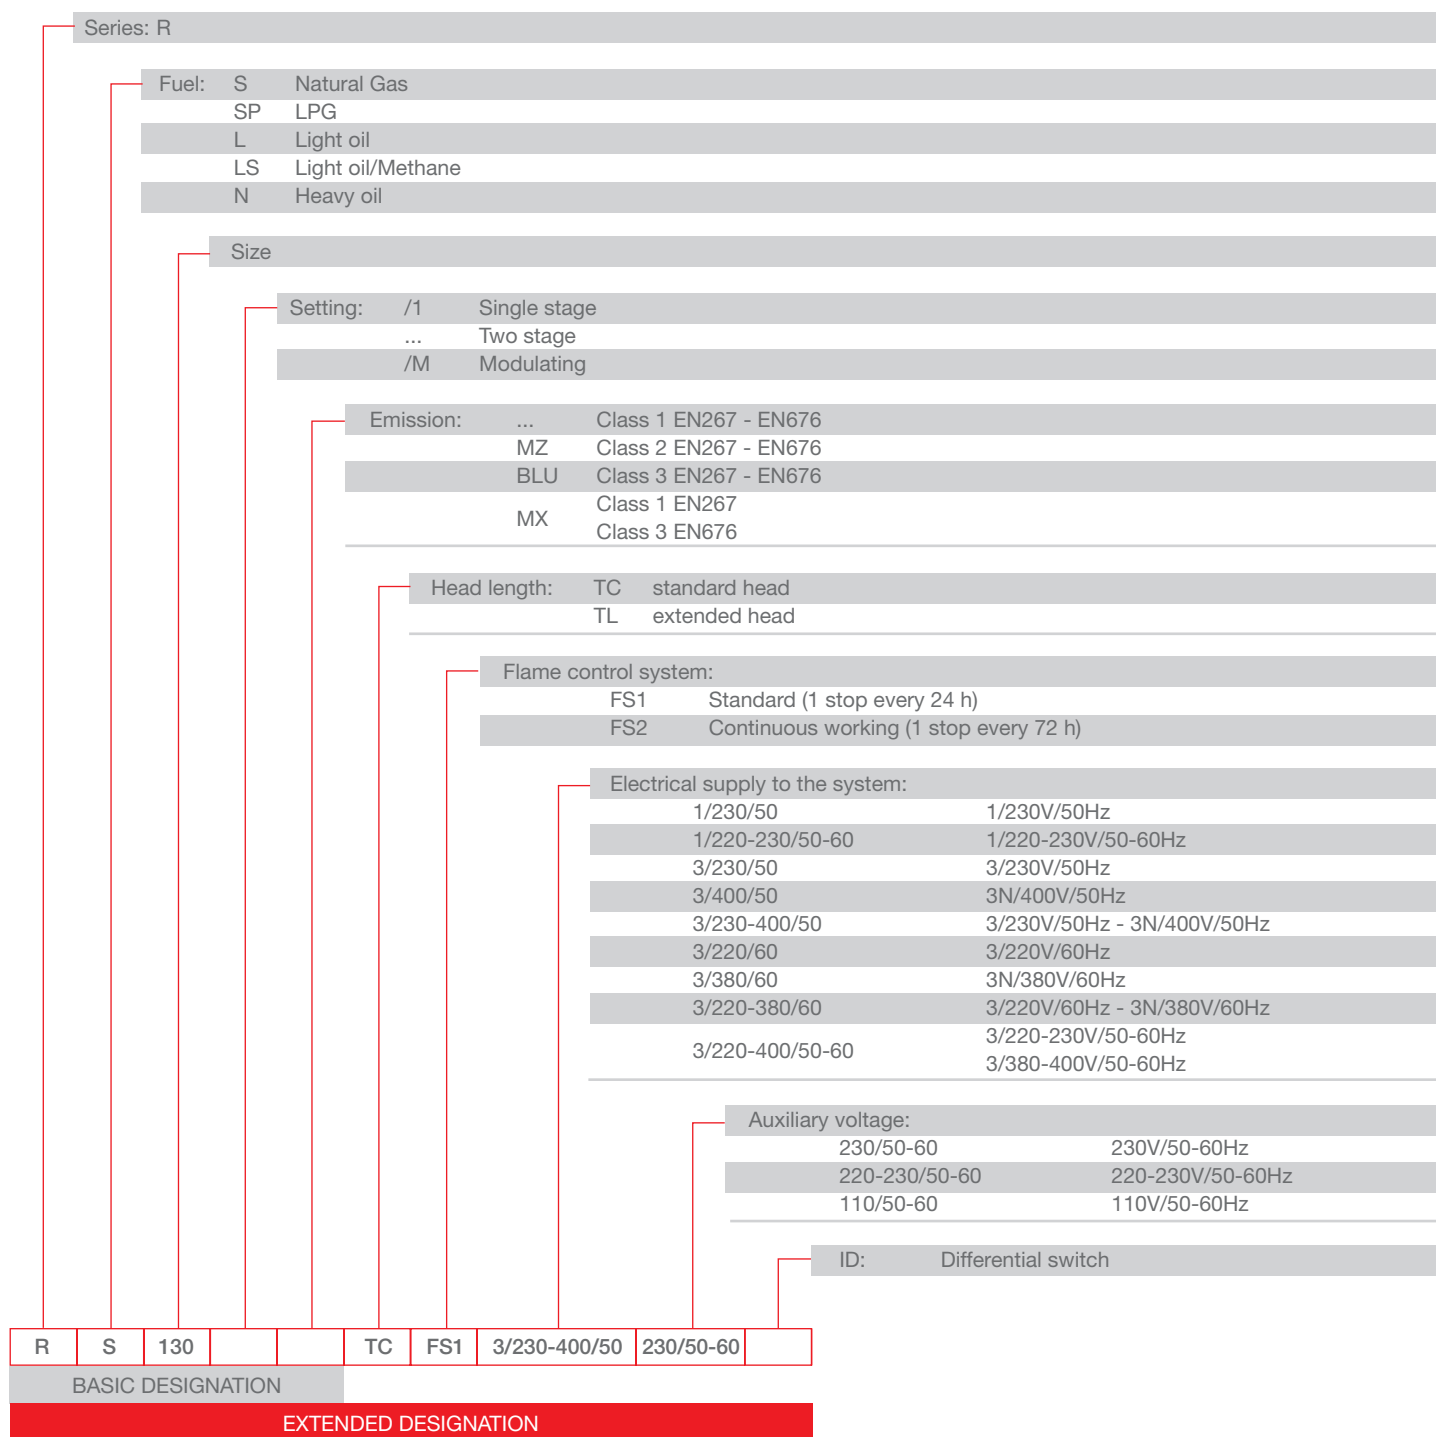 Series: R
Fuel: S Natural Gas
SP LPG
L Light oil
LS Light oil/Methane
N Heavy oil
Size
Setting: /1 Single stage
... Two stage
/M Modulating
Emission: ... Class 1 EN267 - EN676
MZ Class 2 EN267 - EN676
BLU Class 3 EN267 - EN676
MX Class 1 EN267
Class 3 EN676
Head length: TC standard head
TL extended head
Flame control system:
FS1 Standard (1 stop every 24 h)
FS2 Continuous working (1 stop every 72 h)
Electrical supply to the system:
1/230/50 1/230V/50Hz
1/220-230/50-60 1/220-230V/50-60Hz
3/230/50 3/230V/50Hz
3/400/50 3N/400V/50Hz
3/230-400/50 3/230V/50Hz - 3N/400V/50Hz
3/220/60 3/220V/60Hz
3/380/60 3N/380V/60Hz
3/220-380/60 3/220V/60Hz - 3N/380V/60Hz
3/220-400/50-60 3/220-230V/50-60Hz
3/380-400V/50-60Hz
Auxiliary voltage:
230/50-60 230V/50-60Hz
220-230/50-60 220-230V/50-60Hz
110/50-60 110V/50-60Hz
ID: Differential switch
R S 130 TC FS1 3/230-400/50 230/50-60
BASIC DESIGNATION
EXTENDED DESIGNATION